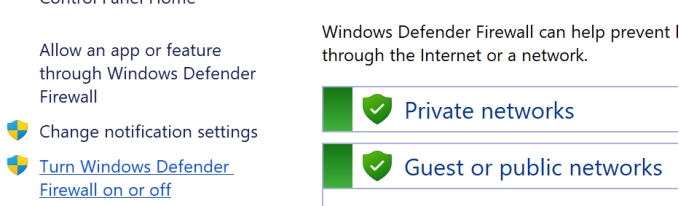 Control Panel Home
Allow an app or feature
through Windows Defender
Firewall
Change notification settings
Turn Windows Defender
Firewall on or off
Windows Defender Firewall can help prevent
through the Internet or a network.
Private networks
Guest or public networks